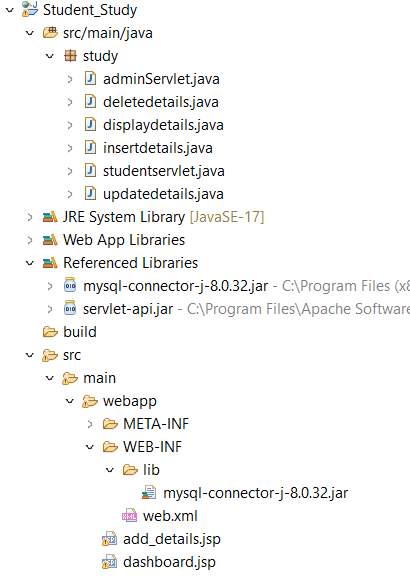 Student_Study
src/main/java
study
adminServlet.java
deletedetails.java
displaydetails.java
insertdetails.java
studentservlet.java
updatedetails.java
JRE System Library [JavaSE-17]
Web App Libraries
Referenced Libraries
mysql-connector-j-8.0.32.jar - C:\Program Files (x8
servlet-api.jar - C:\Program Files\Apache Software
build
src
main
webapp
META-INF
WEB-INF
lib
mysql-connector-j-8.0.32.jar
web.xml
add_details.jsp
dashboard.jsp